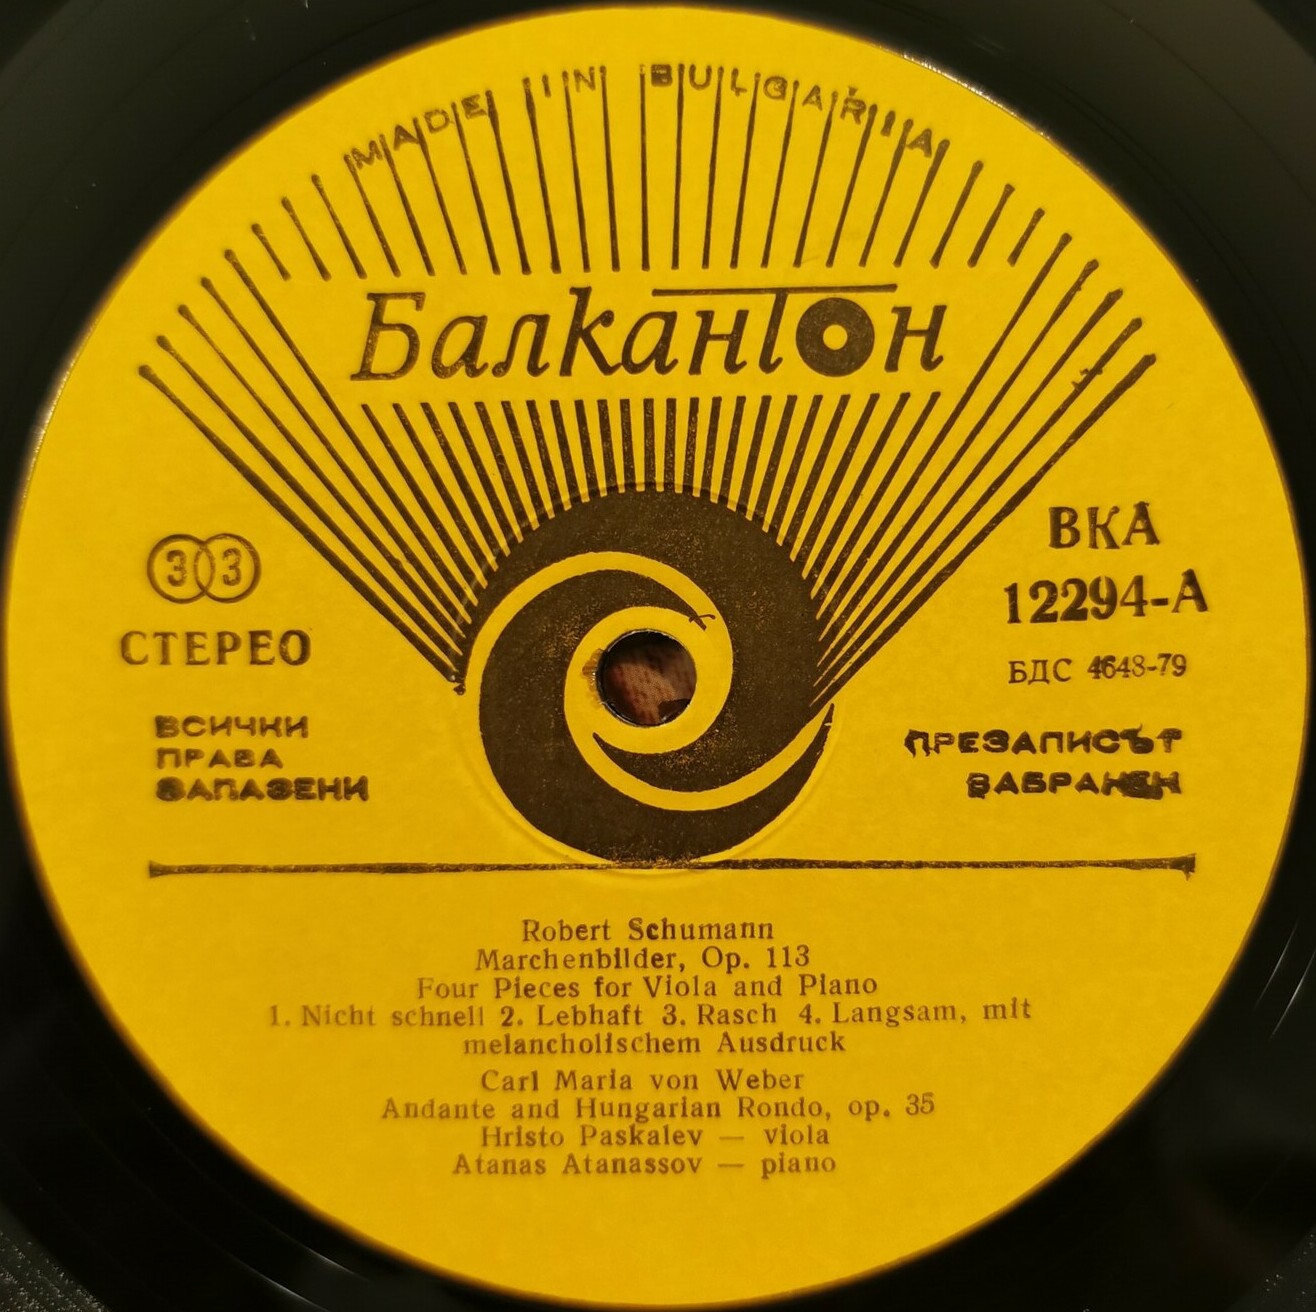 MADE IN BULGARIA
Балкантон
33
СТЕРЕО
ВСИЧКИ
ПРАВА
ЗАПАЗЕНИ
ВКА
12294-А
БДС 4648-79
ПРЕЗАПИСЪТ
ЗАБРАНЕН
Robert Schumann
Marchenbilder, Op. 113
Four Pieces for Viola and Piano
1. Nicht schnell 2. Lebhaft 3. Rasch 4. Langsam, mit
melancholischem Ausdruck
Carl Maria von Weber
Andante and Hungarian Rondo, op. 35
Hristo Paskalev — viola
Atanas Atanassov — piano